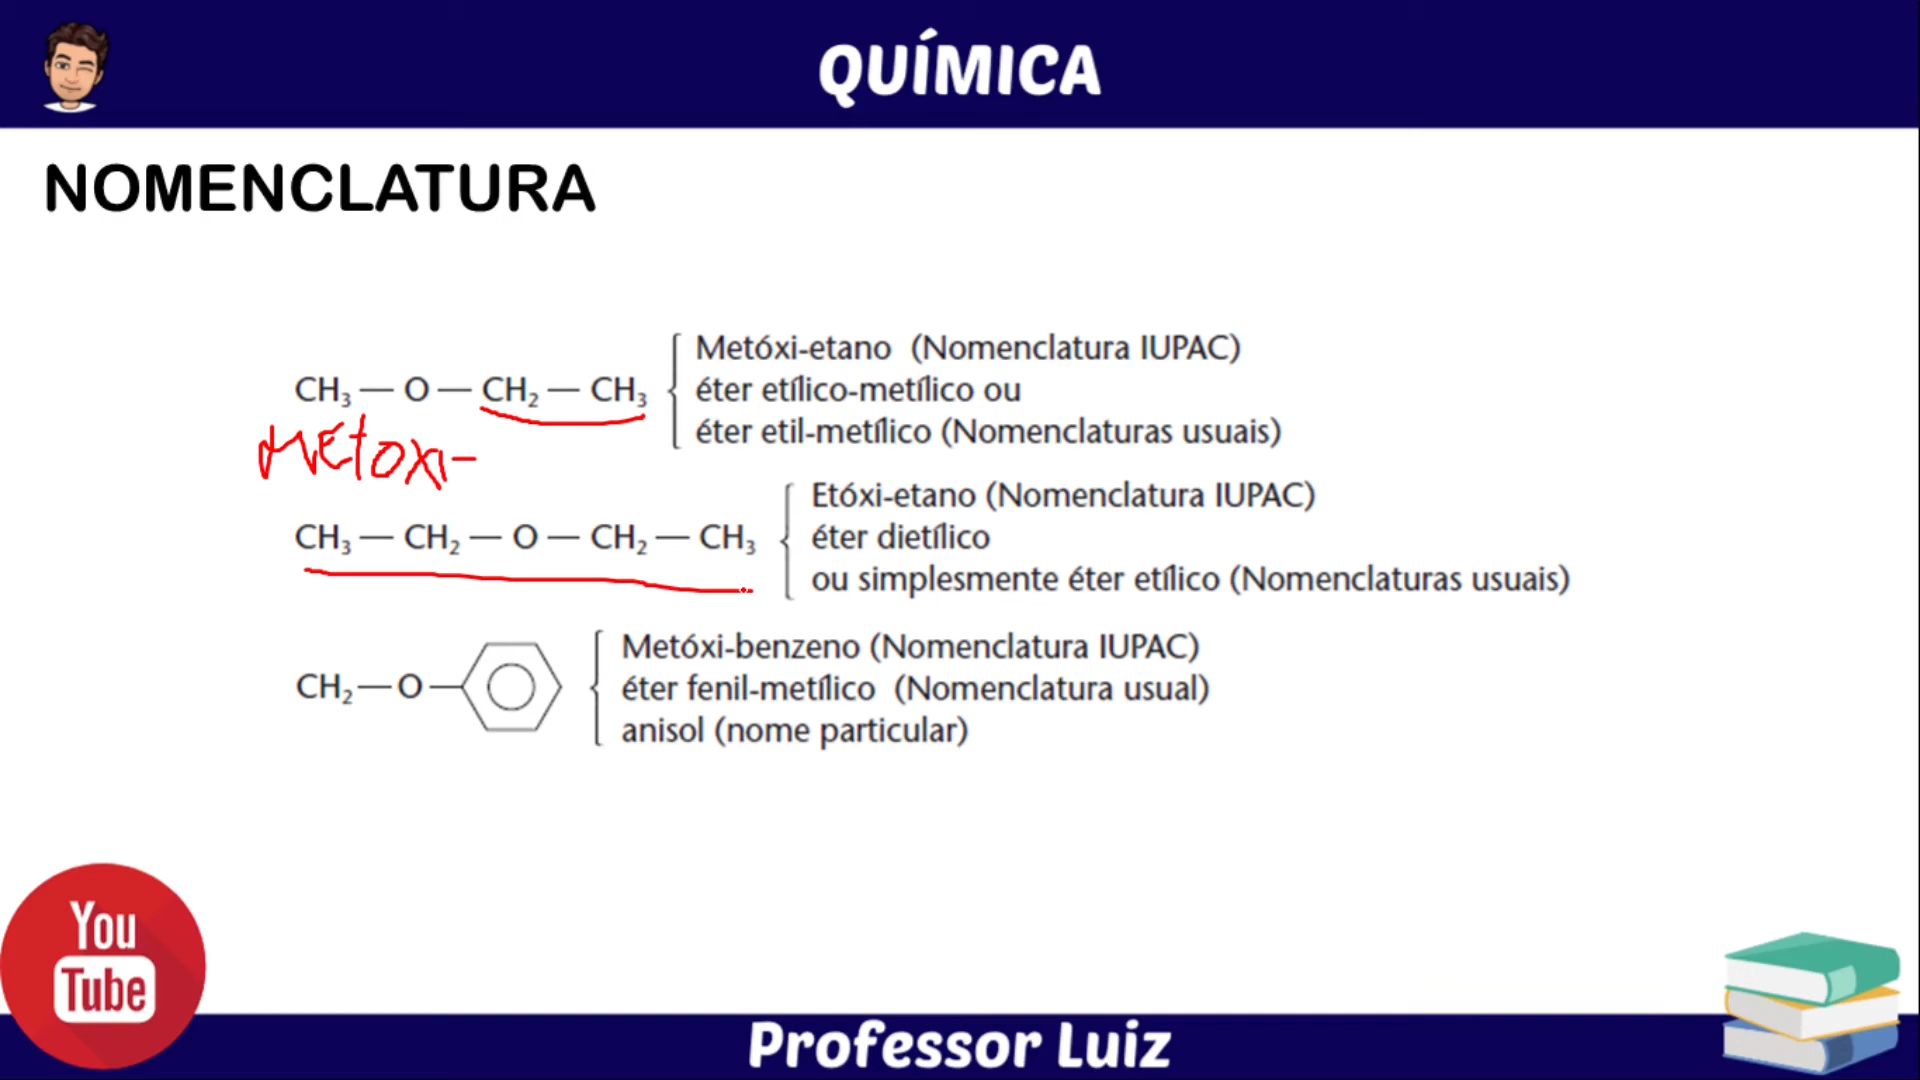 QUÍMICA
NOMENCLATURA
CH₃ — O — CH₂ — CH₃
Metóxi-etano (Nomenclatura IUPAC)
éter etílico-metílico ou
éter etil-metílico (Nomenclaturas usuais)
METOXI-
CH₃ — CH₂ — O — CH₂ — CH₃
Etóxi-etano (Nomenclatura IUPAC)
éter dietílico
ou simplesmente éter etílico (Nomenclaturas usuais)
CH₂ — O —
Metóxi-benzeno (Nomenclatura IUPAC)
éter fenil-metílico (Nomenclatura usual)
anisol (nome particular)
You
Tube
Professor Luiz